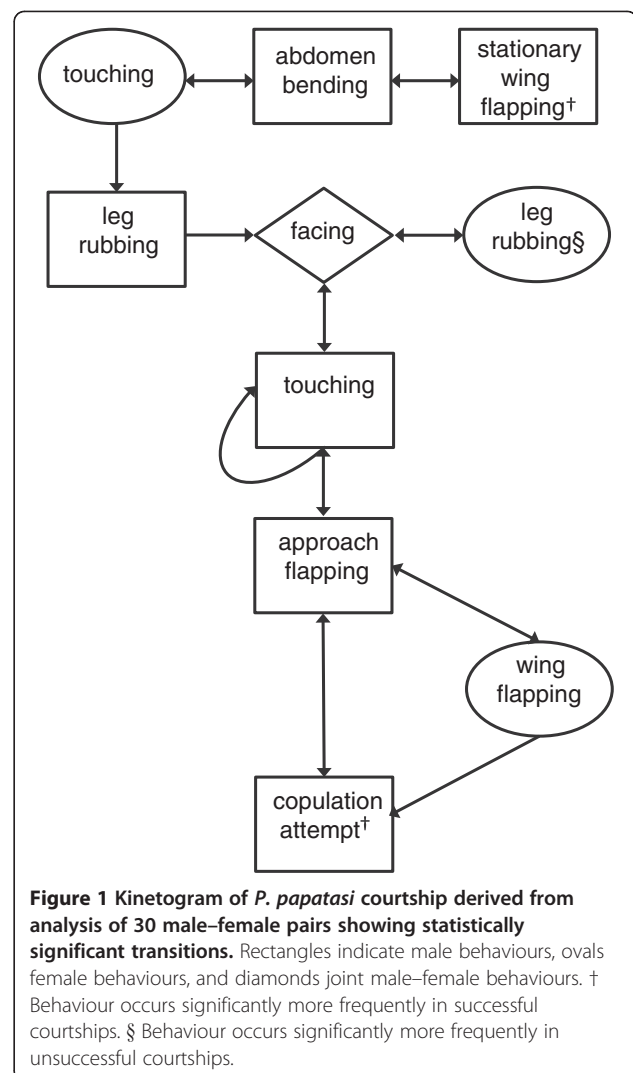 touching
abdomen
bending
stationary
wing
flapping†
leg
rubbing
facing
leg
rubbing§
touching
approach
flapping
wing
flapping
copulation
attempt†
Figure 1 Kinetogram of P. papatasi courtship derived from
analysis of 30 male–female pairs showing statistically
significant transitions. Rectangles indicate male behaviours, ovals
female behaviours, and diamonds joint male–female behaviours. †
Behaviour occurs significantly more frequently in successful
courtships. § Behaviour occurs significantly more frequently in
unsuccessful courtships.